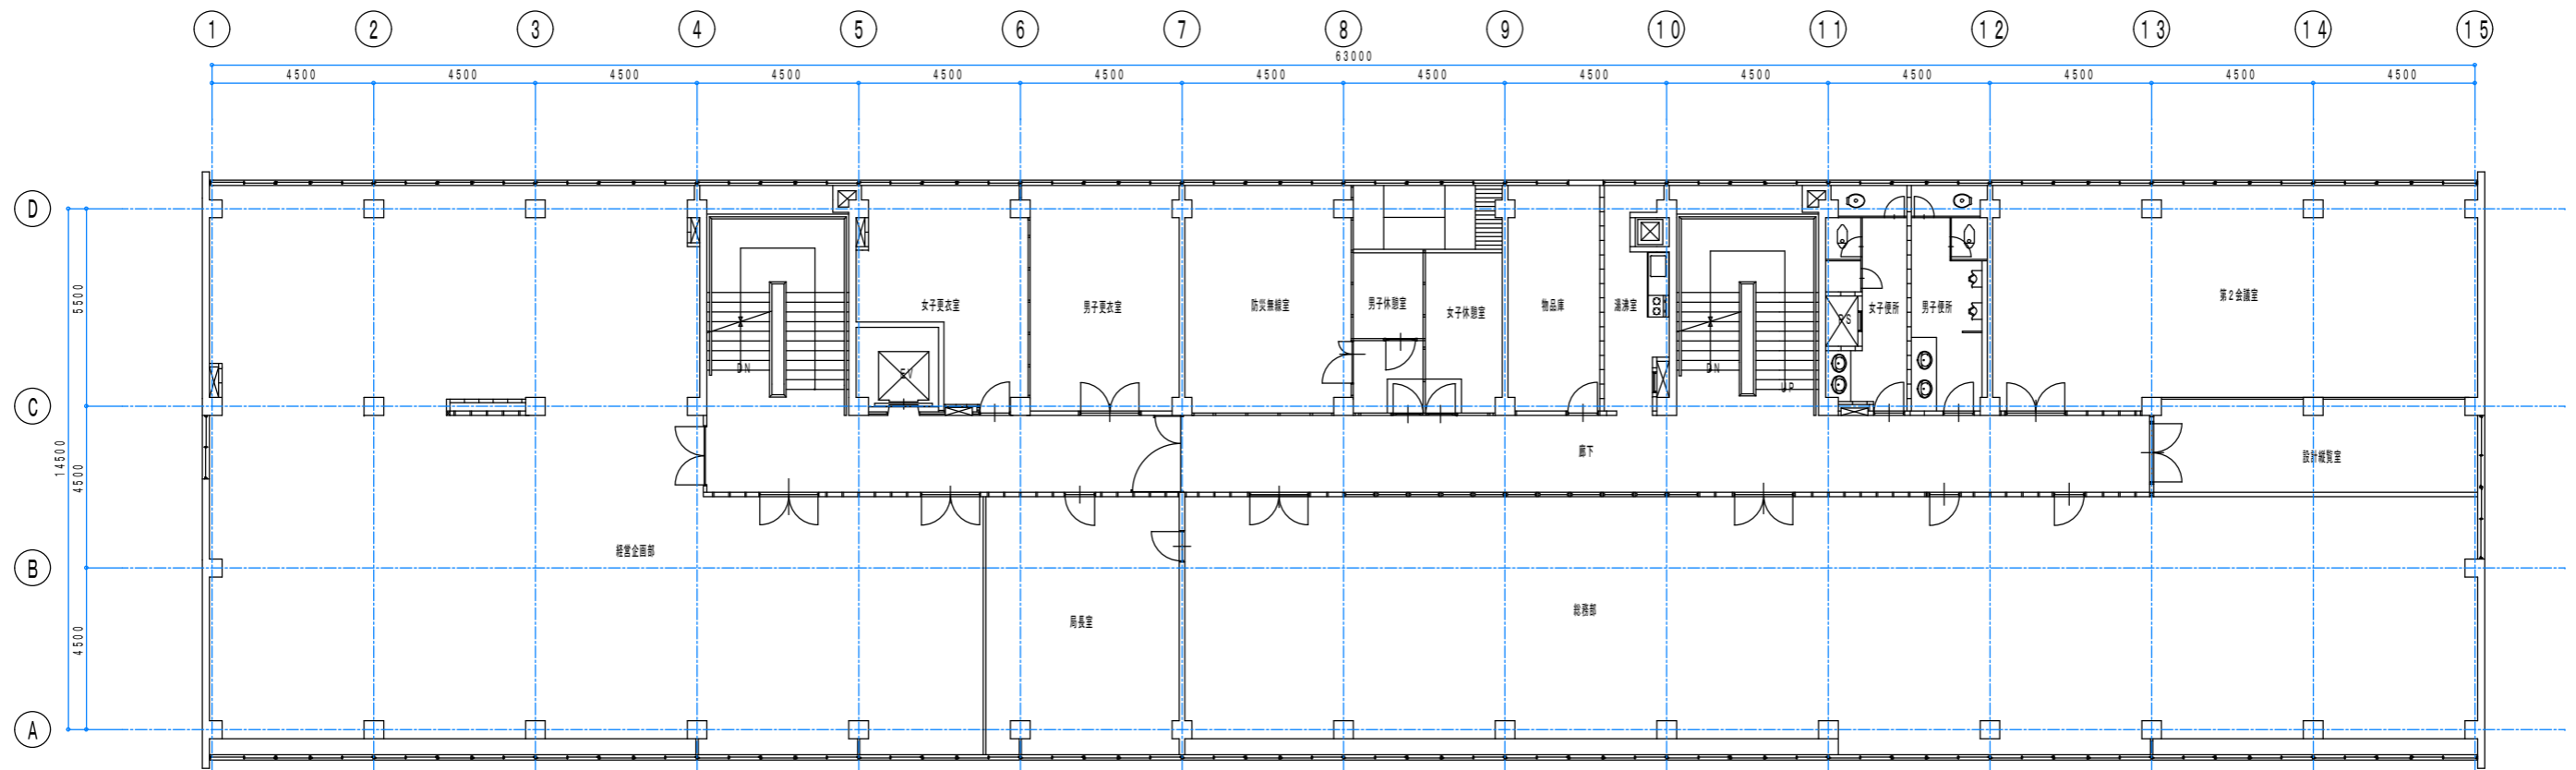 1 2 3 4 5 6 7 8 9 10 11 12 13 14 15
63000
4500 4500 4500 4500 4500 4500 4500 4500 4500 4500 4500 4500 4500 4500
D
C
B
A
5500
14500
4500
4500
女子更衣室
男子更衣室
防災無線室
男子休憩室
女子休憩室
物品庫
湯沸室
PS
女子便所
男子便所
第2会議室
DN
EV
DN
UP
廊下
設計縦覧室
経営企画部
局長室
総務部